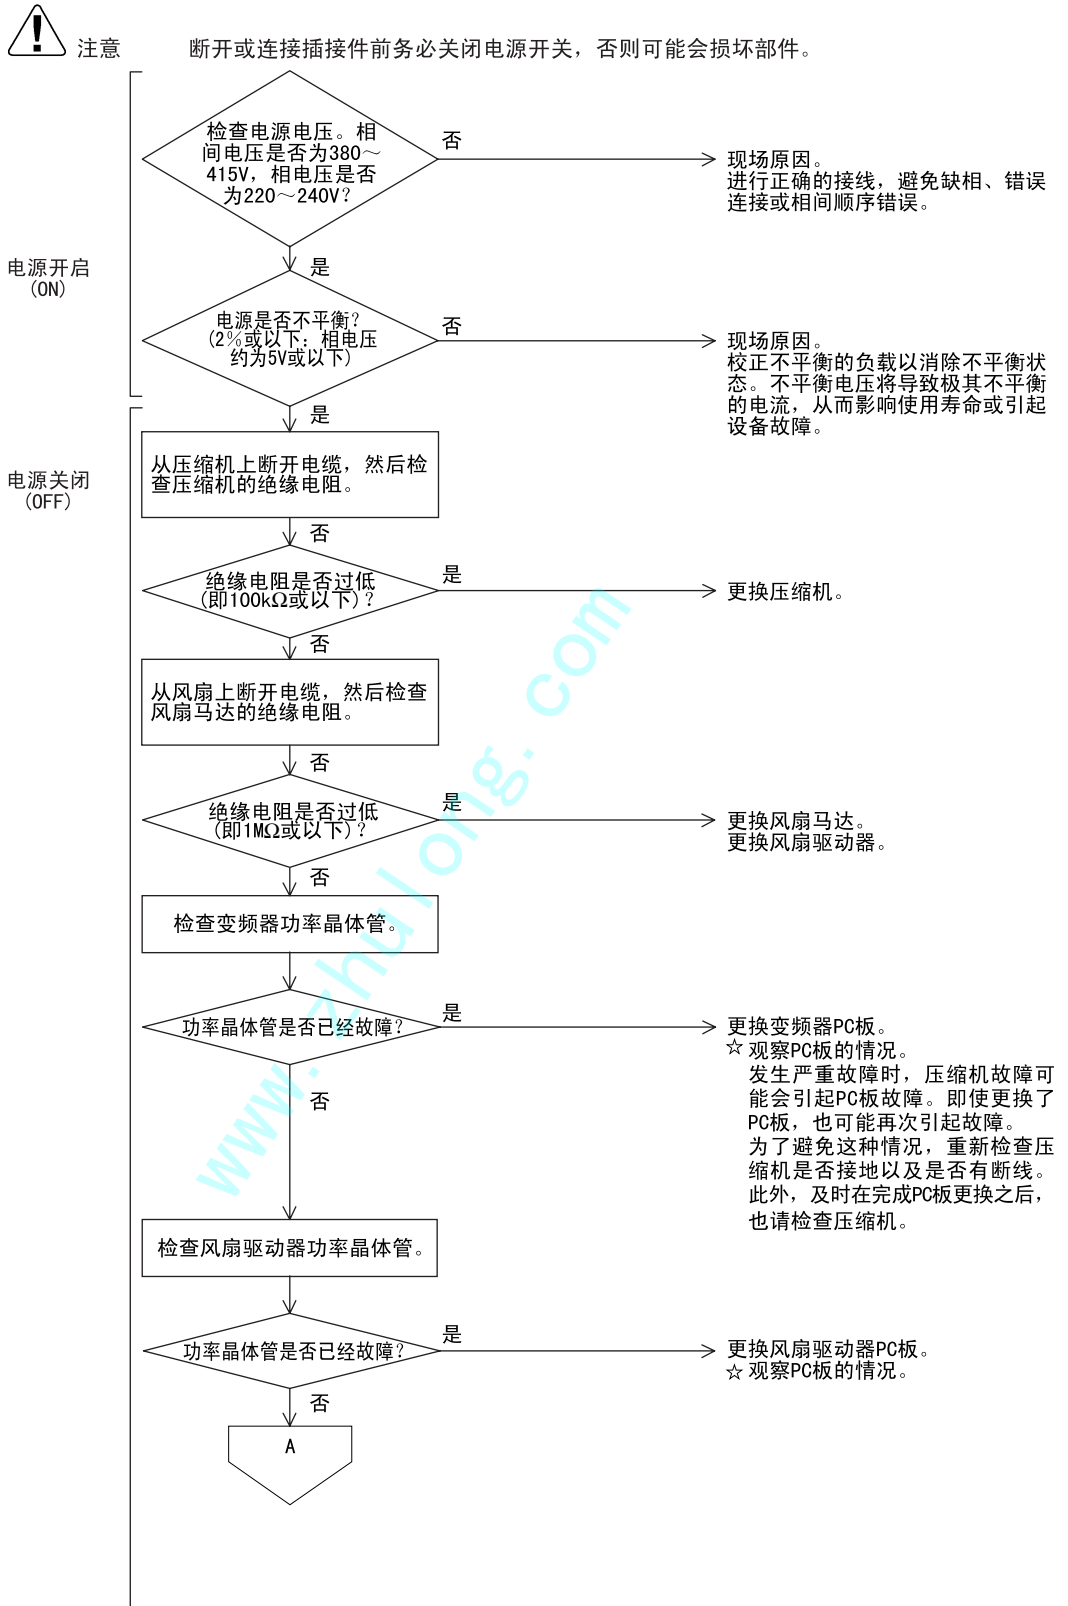 注意 断开或连接插接件前务必关闭电源开关，否则可能会损坏部件。
检查电源电压。相
间电压是否为380～
415V，相电压是否
为220～240V？
否
现场原因。
进行正确的接线，避免缺相、错误
连接或相间顺序错误。
电源开启
(ON)
是
电源是否不平衡？
(2%或以下：相电压
约为5V或以下)
否
现场原因。
校正不平衡的负载以消除不平衡状
态。不平衡电压将导致极其不平衡
的电流，从而影响使用寿命或引起
设备故障。
是
电源关闭
(OFF)
从压缩机上断开电缆，然后检
查压缩机的绝缘电阻。
否
绝缘电阻是否过低
(即100kΩ或以下)？
是
更换压缩机。
否
从风扇上断开电缆，然后检查
风扇马达的绝缘电阻。
否
绝缘电阻是否过低
(即1MΩ或以下)？
是
更换风扇马达。
更换风扇驱动器。
否
检查变频器功率晶体管。
功率晶体管是否已经故障？
是
更换变频器PC板。
☆观察PC板的情况。
发生严重故障时，压缩机故障可
能会引起PC板故障。即使更换了
PC板，也可能再次引起故障。
为了避免这种情况，重新检查压
缩机是否接地以及是否有断线。
此外，及时在完成PC板更换之后，
也请检查压缩机。
否
检查风扇驱动器功率晶体管。
功率晶体管是否已经故障？
是
更换风扇驱动器PC板。
☆观察PC板的情况。
否
A
www.zhulong.com